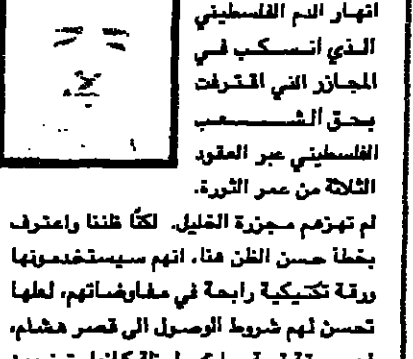 انهار الدم الفلسطيني
الذي انسكب في
المجازر التي اقترفت
بحق الشعب
الفلسطيني عبر العقود
الثلاثة من عمر الثورة.
لم تهزهم مجزرة الخليل. لكنّا ظننا واعترف
بخطأ حسن الظن هنا، انهم سيستخدمونها
ورقة تكتيكية رابحة في مفاوضاتهم، لعلها
تحسن لهم شروط الوصول الى قصر هشام،